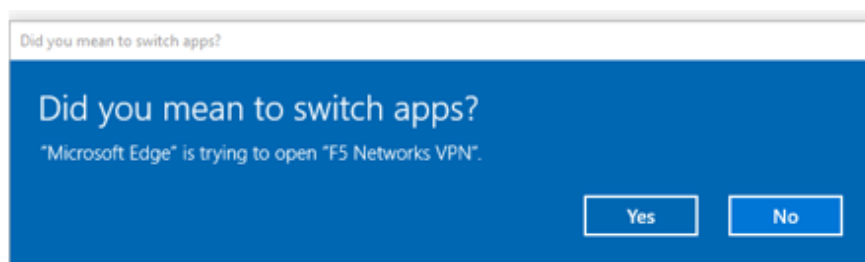 Did you mean to switch apps?
Did you mean to switch apps?
"Microsoft Edge" is trying to open "F5 Networks VPN".
Yes No